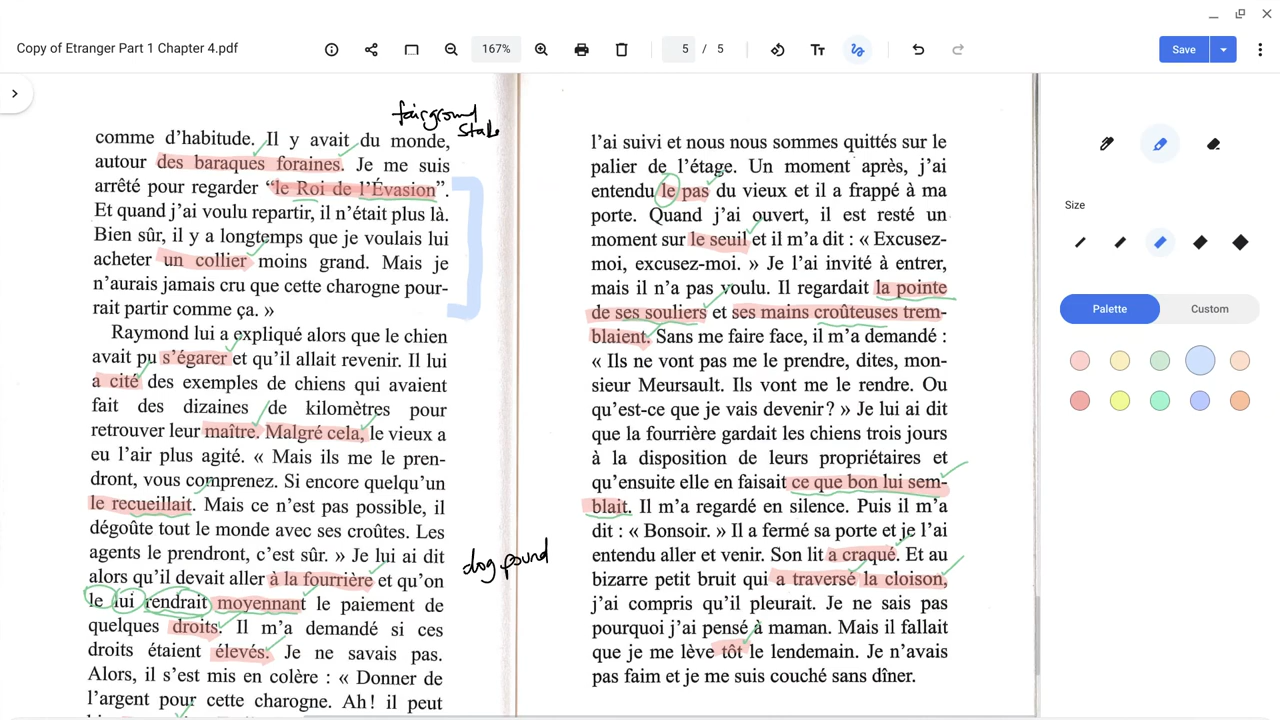 Copy of Etranger Part 1 Chapter 4.pdf
167%
5 / 5
Tт
Save
fairground
stalls
comme d'habitude. Il y avait du monde,
autour des baraques foraines. Je me suis
arrêté pour regarder “le Roi de l'Évasion”.
Et quand j'ai voulu repartir, il n'était plus là.
Bien sûr, il y a longtemps que je voulais lui
acheter un collier moins grand. Mais je
n'aurais jamais cru que cette charogne pour-
rait partir comme ça. »
Raymond lui a expliqué alors que le chien
avait pu s'égarer et qu'il allait revenir. Il lui
a cité des exemples de chiens qui avaient
fait des dizaines de kilomètres pour
retrouver leur maître. Malgré cela, le vieux a
eu l'air plus agité. « Mais ils me le pren-
dront, vous comprenez. Si encore quelqu'un
le recueillait. Mais ce n'est pas possible, il
dégoûte tout le monde avec ses croûtes. Les
agents le prendront, c'est sûr. » Je lui ai dit
alors qu'il devait aller à la fourrière et qu'on
le lui rendrait moyennant le paiement de
quelques droits. Il m'a demandé si ces
droits étaient élevés. Je ne savais pas.
Alors, il s'est mis en colère : « Donner de
l'argent pour cette charogne. Ah! il peut
dog pound
l'ai suivi et nous nous sommes quittés sur le
palier de l'étage. Un moment après, j'ai
entendu le pas du vieux et il a frappé à ma
porte. Quand j'ai ouvert, il est resté un
moment sur le seuil et il m'a dit : « Excusez-
moi, excusez-moi. » Je l'ai invité à entrer,
mais il n'a pas voulu. Il regardait la pointe
de ses souliers et ses mains croûteuses trem-
blaient. Sans me faire face, il m'a demandé :
« Ils ne vont pas me le prendre, dites, mon-
sieur Meursault. Ils vont me le rendre. Ou
qu'est-ce que je vais devenir? » Je lui ai dit
que la fourrière gardait les chiens trois jours
à la disposition de leurs propriétaires et
qu'ensuite elle en faisait ce que bon lui sem-
blait. Il m'a regardé en silence. Puis il m'a
dit : « Bonsoir. » Il a fermé sa porte et je l'ai
entendu aller et venir. Son lit a craqué. Et au
bizarre petit bruit qui a traversé la cloison,
j'ai compris qu'il pleurait. Je ne sais pas
pourquoi j'ai pensé à maman. Mais il fallait
que je me lève tôt le lendemain. Je n'avais
pas faim et je me suis couché sans dîner.
Size
Palette
Custom